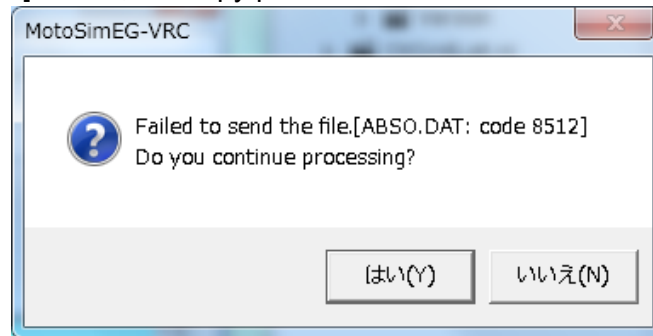 MotoSimEG-VRC
Failed to send the file.[ABSO.DAT: code 8512]
Do you continue processing?
はい(Y)
いいえ(N)